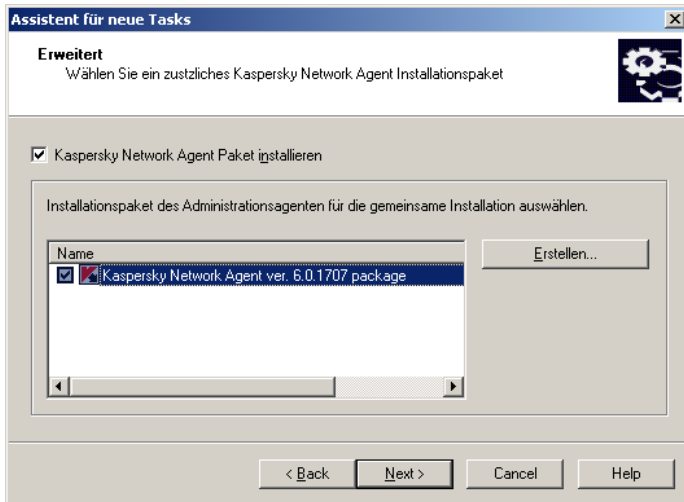 Assistent für neue Tasks
Erweitert
Wählen Sie ein zustzliches Kaspersky Network Agent Installationspaket
Kaspersky Network Agent Paket installieren
Installationspaket des Administrationsagenten für die gemeinsame Installation auswählen.
Name
Erstellen...
Kaspersky Network Agent ver. 6.0.1707 package
< Back
Next >
Cancel
Help